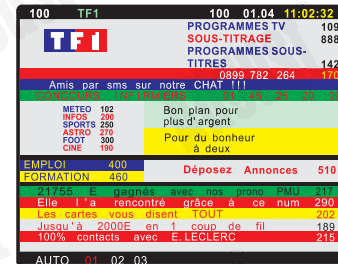 100 TF1 100 01.04 11:02:32
TF1
PROGRAMMES TV 109
SOUS-TITRAGE 888
PROGRAMMES SOUS-
TITRES 142
0899 782 264 170
Amis par sms sur notre CHAT !!!
CONCOURS INFIRMIERS
METEO 102
INFOS 200
SPORTS 250
ASTRO 270
FOOT 300
CINE 190
Bon plan pour
plus d'argent
Pour du bonheur
à deux
EMPLOI 400
FORMATION 460
Déposez Annonces 510
21755 E gagnés avec nos prono PMU 217
Elle l'a rencontré grâce à ce num 290
Les cartes vous disent TOUT 202
Jusqu'à 2000E en 1 coup de fil 189
100% contacts avec E.LECLERC 215
AUTO 01 02 03